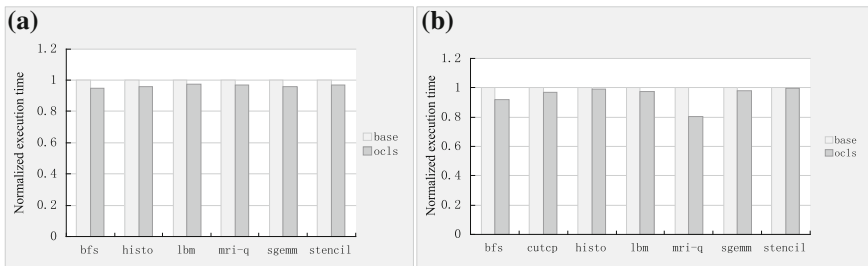 (a)
1.2
1
0.8
0.6
0.4
0.2
0
Normalized execution time
bfs histo lbm mri-q sgemm stencil
base
ocls
(b)
1.2
1
0.8
0.6
0.4
0.2
0
Normalized execution time
bfs cutcp histo lbm mri-q sgemm stencil
base
ocls